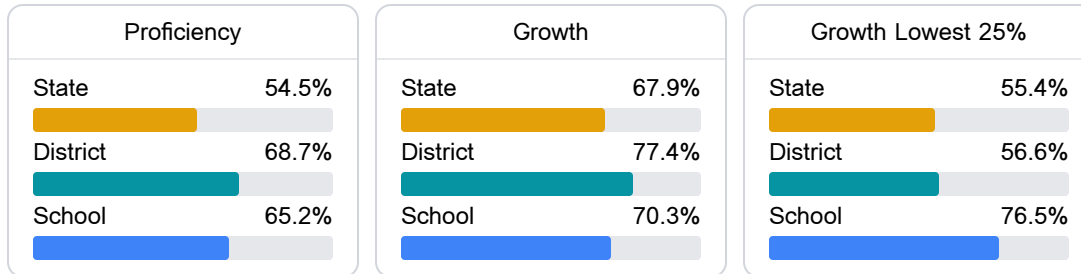 Proficiency
State 54.5%
District 68.7%
School 65.2%
Growth
State 67.9%
District 77.4%
School 70.3%
Growth Lowest 25%
State 55.4%
District 56.6%
School 76.5%